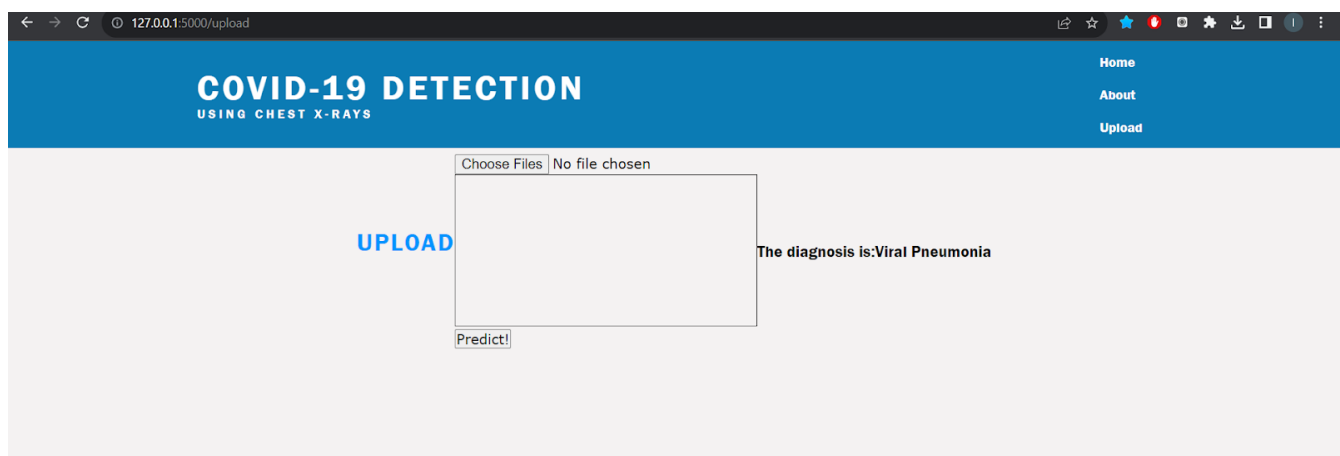 127.0.0.1:5000/upload
COVID-19 DETECTION
USING CHEST X-RAYS
Home
About
Upload
Choose Files No file chosen
UPLOAD
The diagnosis is:Viral Pneumonia
Predict!